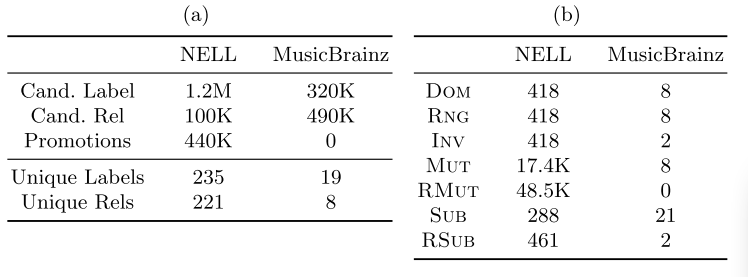 (a)
NELL MusicBrainz
Cand. Label 1.2M 320K
Cand. Rel 100K 490K
Promotions 440K 0
Unique Labels 235 19
Unique Rels 221 8
(b)
NELL MusicBrainz
DOM 418 8
RNG 418 8
INV 418 2
MUT 17.4K 8
RMUT 48.5K 0
SUB 288 21
RSUB 461 2